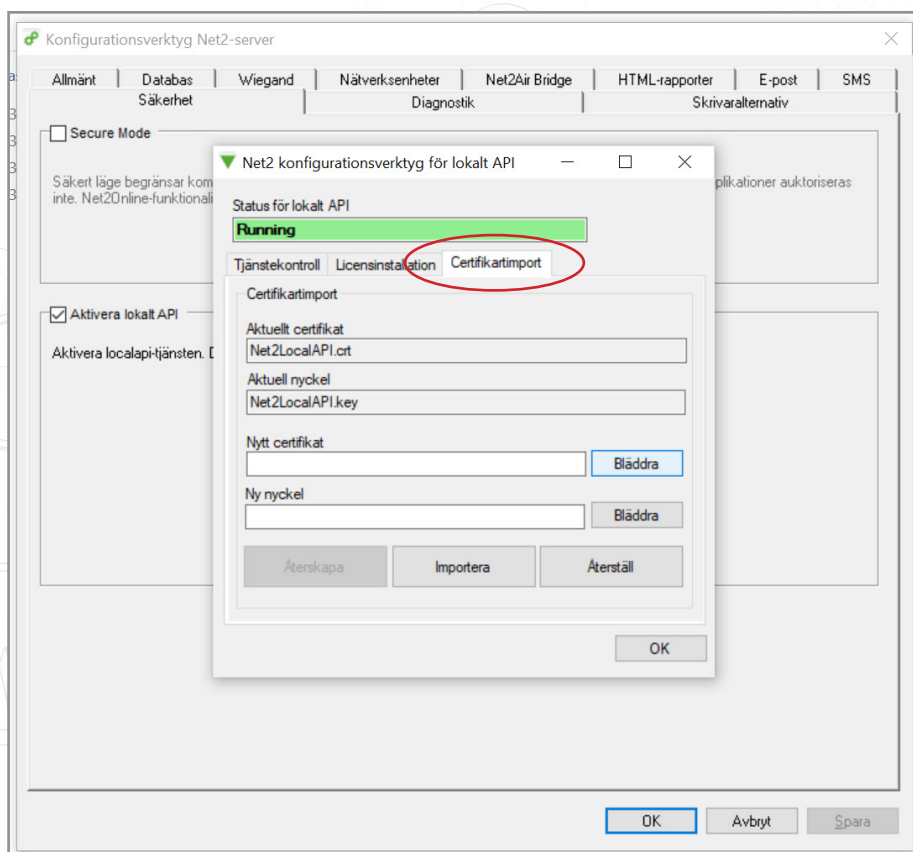 Konfigurationsverktyg Net2-server
Allmänt Databas Wiegand Nätverksenheter Net2Air Bridge HTML-rapporter E-post SMS
Säkerhet Diagnostik Skrivaralternativ
Secure Mode
Säkert läge begränsar kom
plikationer auktoriseras
inte. Net2Online-funktionali
Net2 konfigurationsverktyg för lokalt API
Status för lokalt API
Running
Tjänstekontroll Licensinstallation Certifikartimport
Certifikartimport
Aktuellt certifikat
Net2LocalAPI.crt
Aktuell nyckel
Net2LocalAPI.key
Nytt certifikat
Bläddra
Ny nyckel
Bläddra
Återskapa Importera Återställ
OK
Aktivera lokalt API
Aktivera localapi-tjänsten. D
OK Avbryt Spara